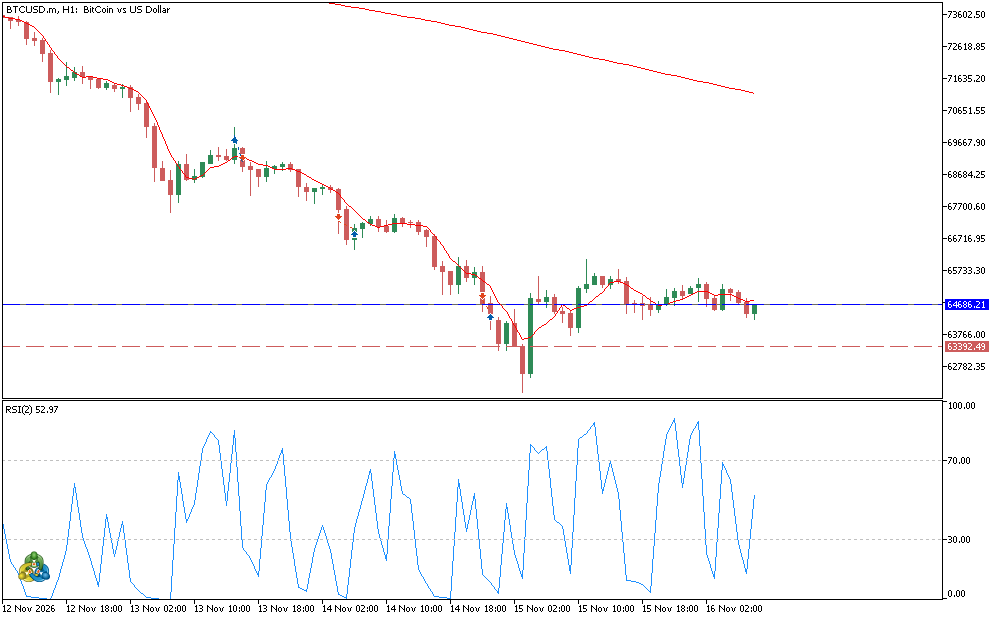 BTCUSD.m, H1: BitCoin vs US Dollar
73602.50
72618.85
71635.20
70651.55
69667.90
68684.25
67700.60
66716.95
65733.30
64686.21
63766.00
63392.49
62782.35
RSI(2) 52.97
100.00
70.00
30.00
0.00
12 Nov 2026
12 Nov 18:00
13 Nov 02:00
13 Nov 10:00
13 Nov 18:00
14 Nov 02:00
14 Nov 10:00
14 Nov 18:00
15 Nov 02:00
15 Nov 10:00
15 Nov 18:00
16 Nov 02:00